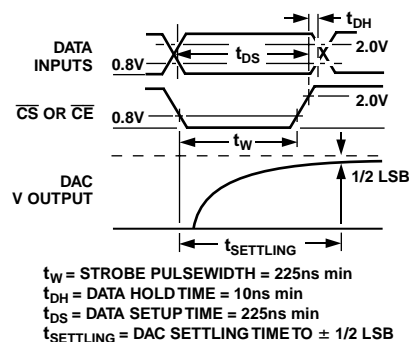 DATA INPUTS
0.8V
tDS
tDH
2.0V
CS OR CE
0.8V
2.0V
tW
DAC V OUTPUT
1/2 LSB
tSETTLING
tW = STROBE PULSEWIDTH = 225ns min
tDH = DATA HOLD TIME = 10ns min
tDS = DATA SETUP TIME = 225ns min
tSETTLING = DAC SETTLING TIME TO ± 1/2 LSB